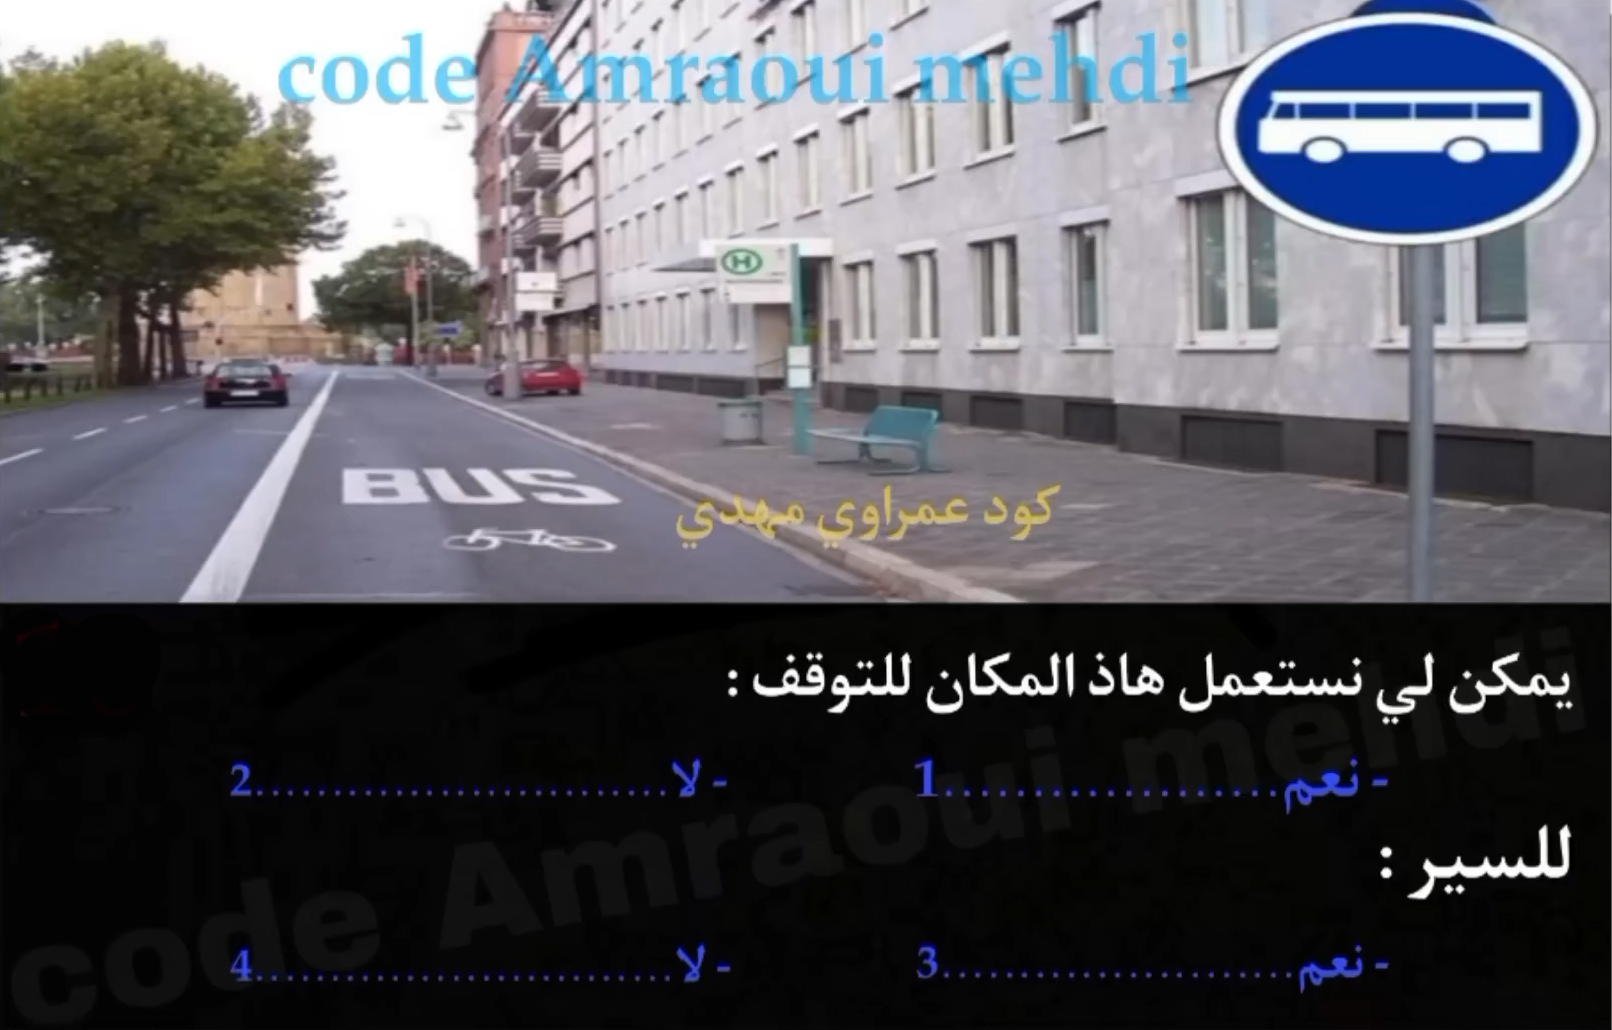 code Amraoui mehdi
H
BUS
كود عمراوي مهدي
يمكن لي نستعمل هاذ المكان للتوقف :
- نعم....................1 - لا..........................2
للسير :
- نعم.......................3 - لا...........................4
code Amraoui mehdi